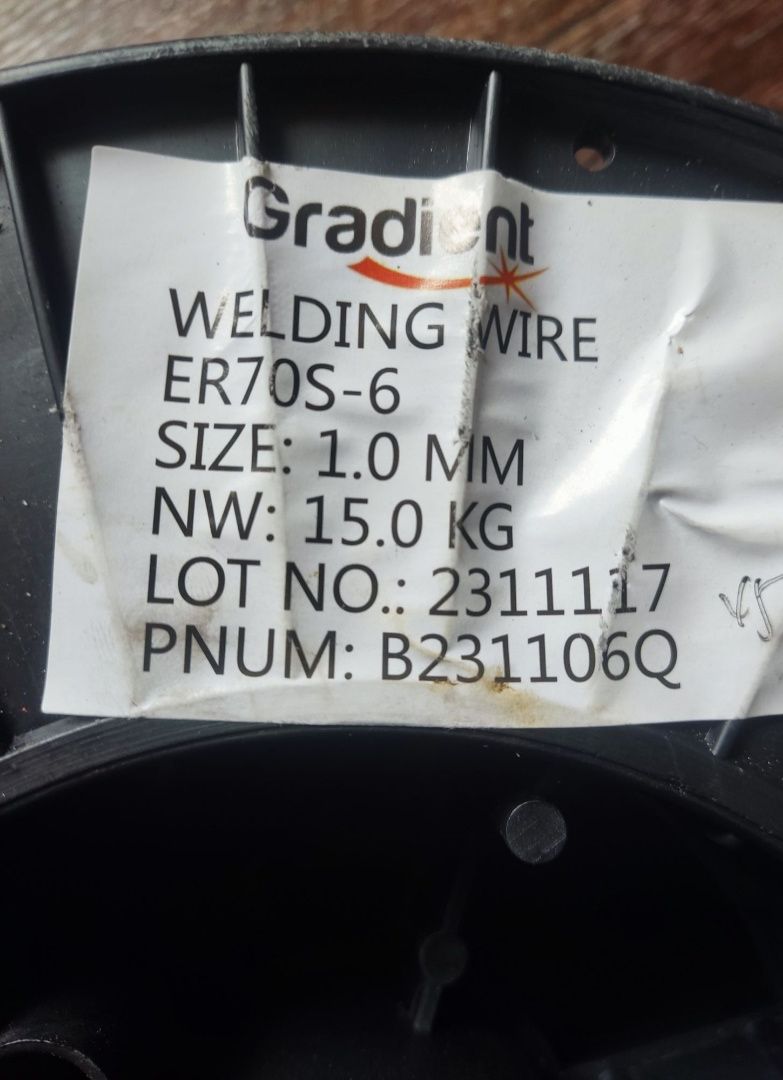 Gradient
WELDING WIRE
ER70S-6
SIZE: 1.0 MM
NW: 15.0 KG
LOT NO.: 2311117
PNUM: B231106Q